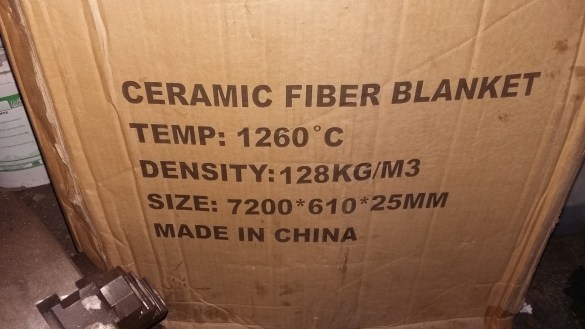 CERAMIC FIBER BLANKET
TEMP: 1260°C
DENSITY:128KG/M3
SIZE: 7200*610*25MM
MADE IN CHINA